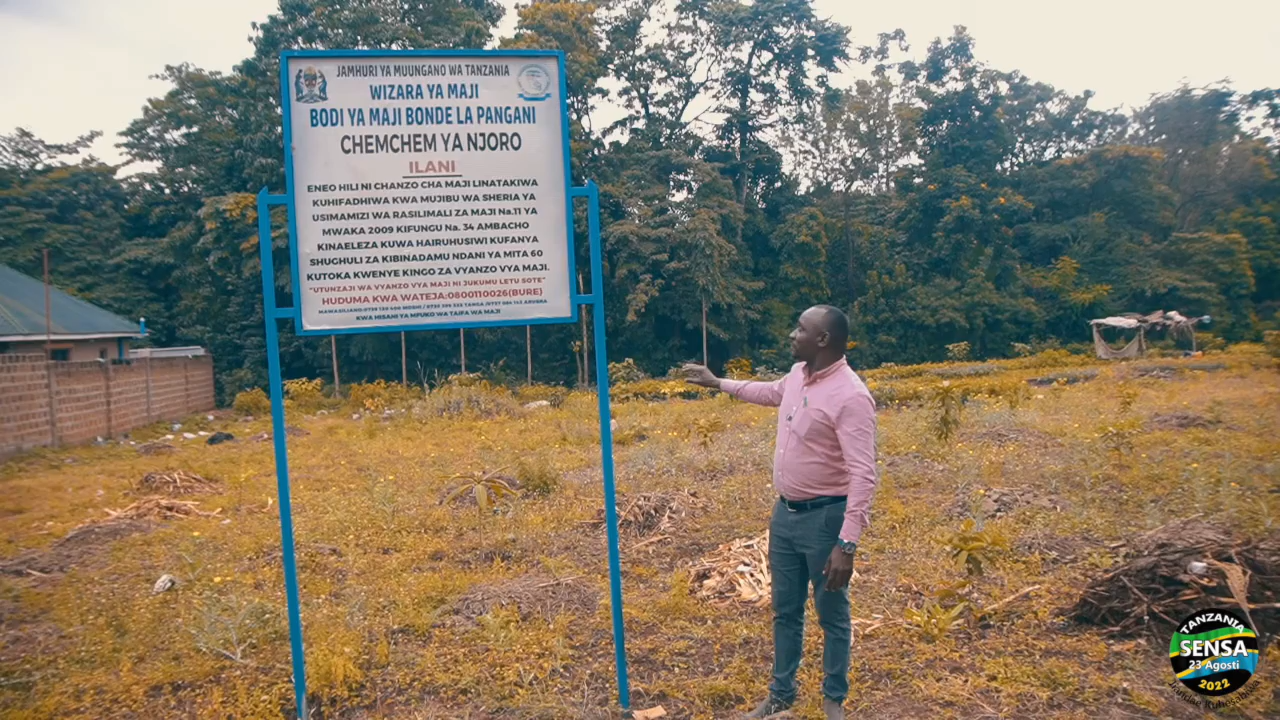 JAMHURI YA MUUNGANO WA TANZANIA
WIZARA YA MAJI
BODI YA MAJI BONDE LA PANGANI
CHEMCHEM YA NJORO
ILANI
ENEO HILI NI CHANZO CHA MAJI LINATAKIWA
KUHIFADHIWA KWA MUJIBU WA SHERIA YA
USIMAMIZI WA RASILIMALI ZA MAJI Na.11 YA
MWAKA 2009 KIFUNGU Na. 34 AMBACHO
KINAELEZA KUWA HAIRUHUSIWI KUFANYA
SHUGHULI ZA KIBINADAMU NDANI YA MITA 60
KUTOKA KWENYE KINGO ZA VYANZO VYA MAJI.
"UTUNZAJI WA VYANZO VYA MAJI NI JUKUMU LETU SOTE"
HUDUMA KWA WATEJA:0800110026(BURE)
MAWASILIANO: MOSHI / TANGA / ARUSHA
KWA HISANI YA MFUKO WA TAIFA WA MAJI
TANZANIA
SENSA
23 Agosti
2022